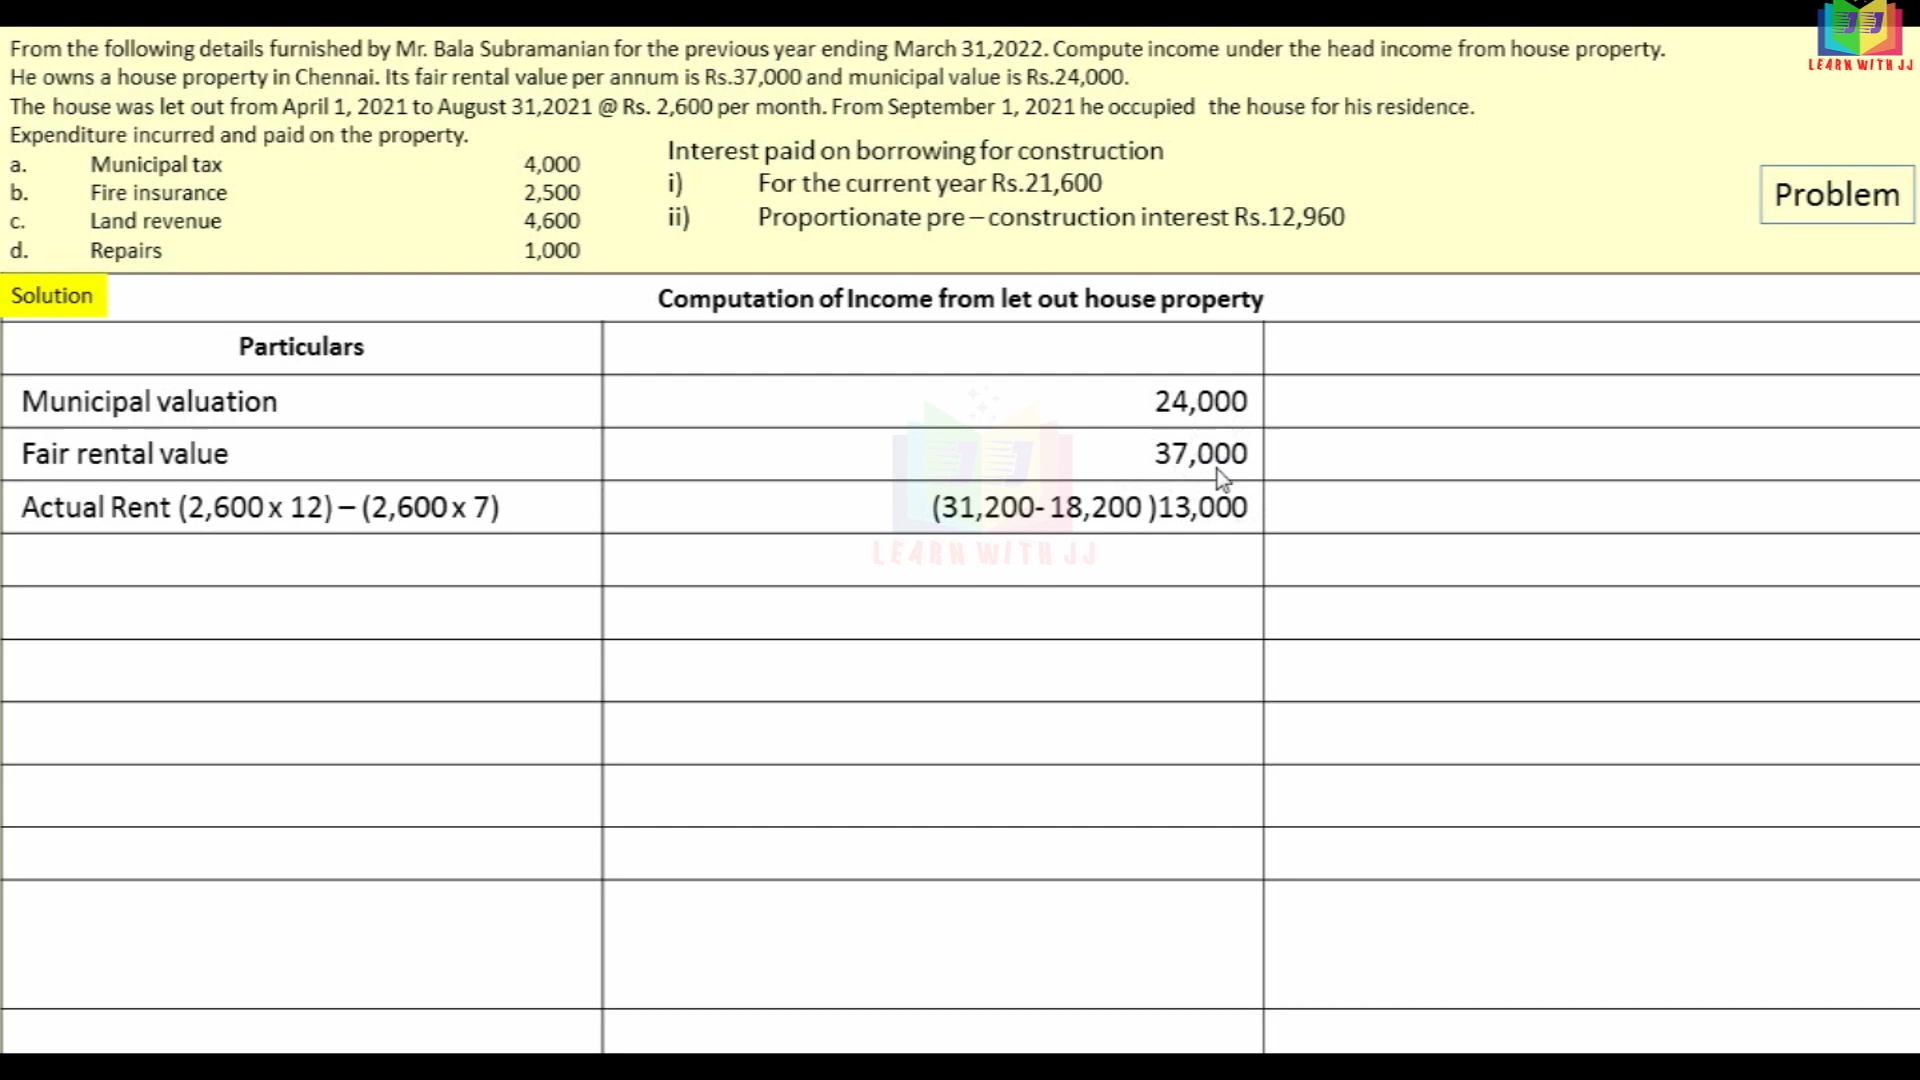 LEARN WITH JJ
From the following details furnished by Mr. Bala Subramanian for the previous year ending March 31,2022. Compute income under the head income from house property.
He owns a house property in Chennai. Its fair rental value per annum is Rs.37,000 and municipal value is Rs.24,000.
The house was let out from April 1, 2021 to August 31,2021 @ Rs. 2,600 per month. From September 1, 2021 he occupied the house for his residence.
Expenditure incurred and paid on the property.
a. Municipal tax 4,000
b. Fire insurance 2,500
c. Land revenue 4,600
d. Repairs 1,000
Interest paid on borrowing for construction
i) For the current year Rs.21,600
ii) Proportionate pre – construction interest Rs.12,960
Problem
Solution
Computation of Income from let out house property
Particulars
Municipal valuation 24,000
Fair rental value 37,000
Actual Rent (2,600 x 12) – (2,600 x 7) (31,200- 18,200 )13,000
LEARN WITH JJ